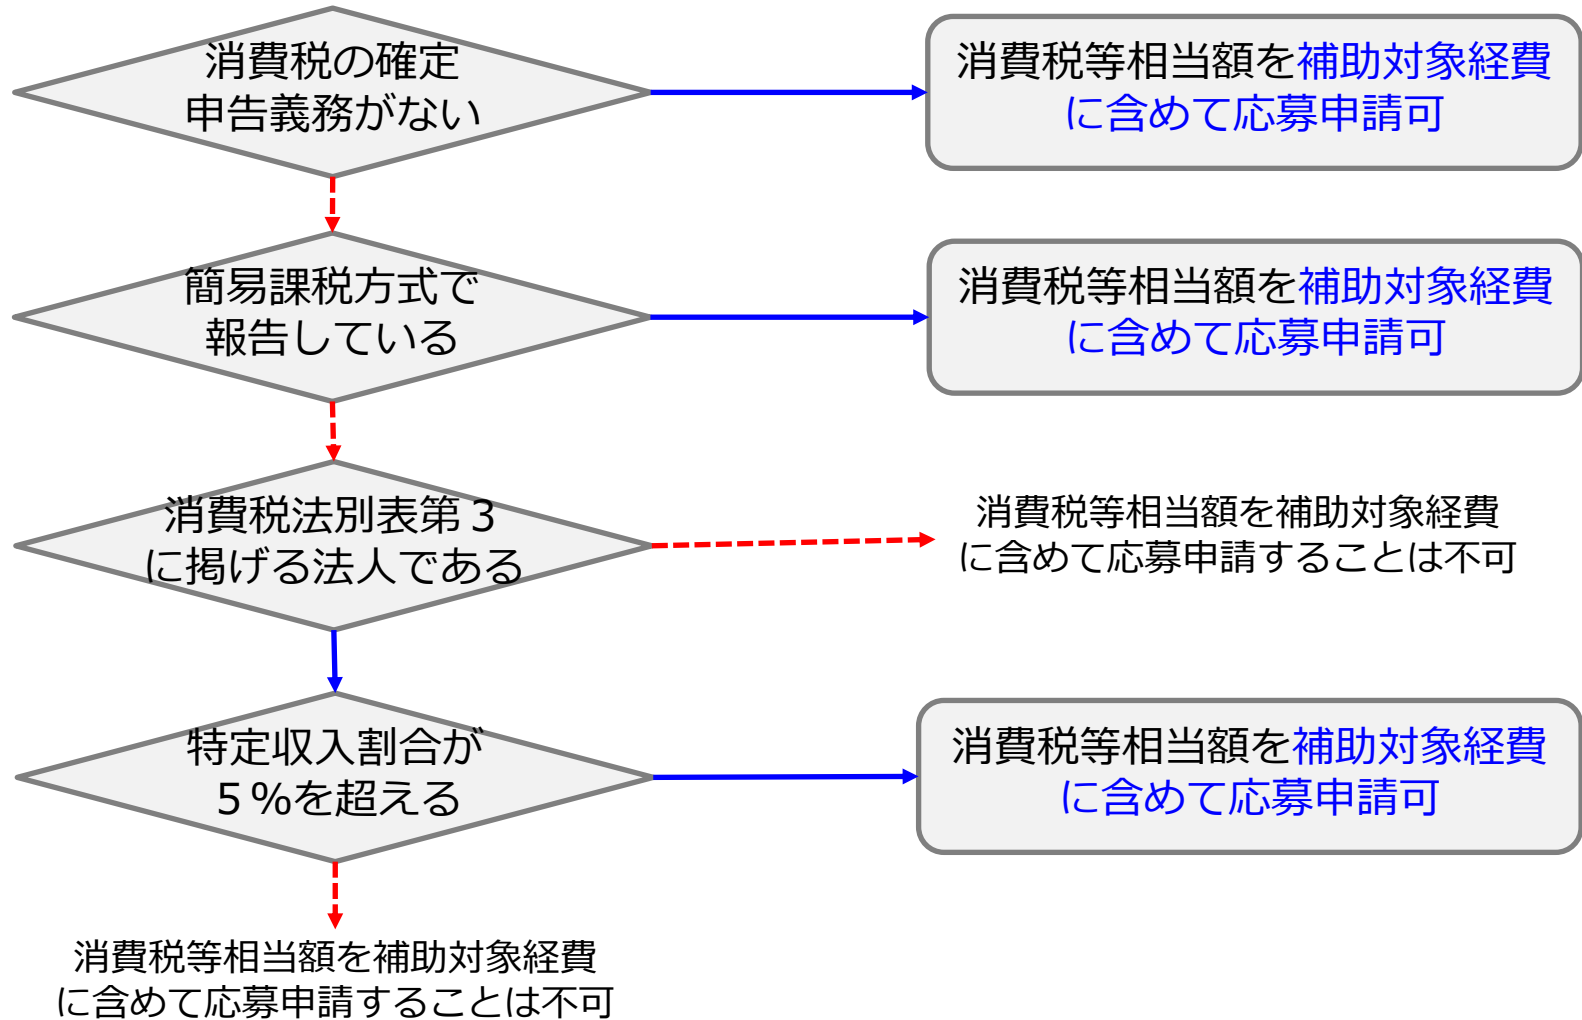 消費税の確定
申告義務がない
消費税等相当額を補助対象経費
に含めて応募申請可
簡易課税方式で
報告している
消費税等相当額を補助対象経費
に含めて応募申請可
消費税法別表第３
に掲げる法人である
消費税等相当額を補助対象経費
に含めて応募申請することは不可
特定収入割合が
５％を超える
消費税等相当額を補助対象経費
に含めて応募申請可
消費税等相当額を補助対象経費
に含めて応募申請することは不可